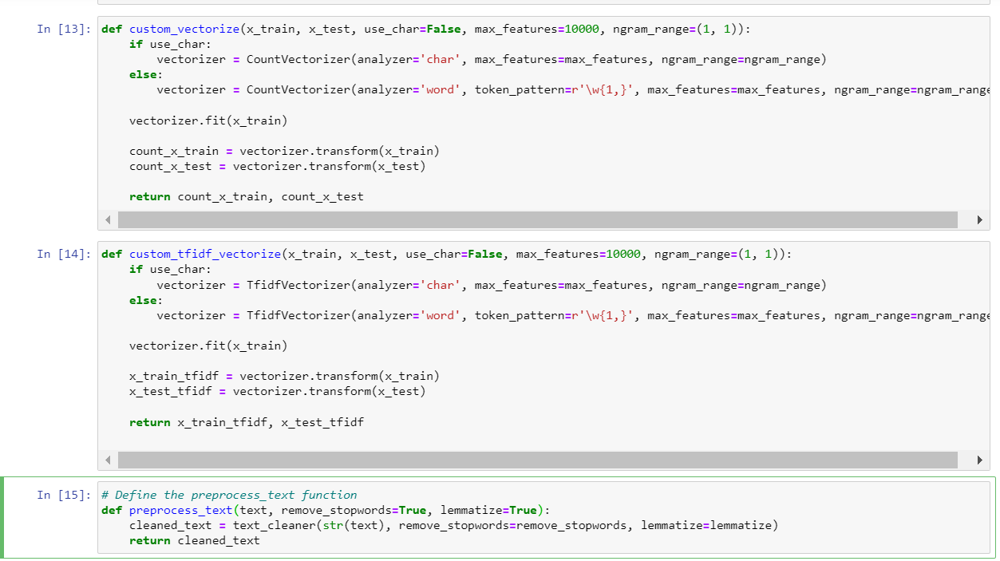 In [13]: def custom_vectorize(x_train, x_test, use_char=False, max_features=10000, ngram_range=(1, 1)):
    if use_char:
        vectorizer = CountVectorizer(analyzer='char', max_features=max_features, ngram_range=ngram_range)
    else:
        vectorizer = CountVectorizer(analyzer='word', token_pattern=r'\w{1,}', max_features=max_features, ngram_range=ngram_range
    vectorizer.fit(x_train)
    count_x_train = vectorizer.transform(x_train)
    count_x_test = vectorizer.transform(x_test)
    return count_x_train, count_x_test
In [14]: def custom_tfidf_vectorize(x_train, x_test, use_char=False, max_features=10000, ngram_range=(1, 1)):
    if use_char:
        vectorizer = TfidfVectorizer(analyzer='char', max_features=max_features, ngram_range=ngram_range)
    else:
        vectorizer = TfidfVectorizer(analyzer='word', token_pattern=r'\w{1,}', max_features=max_features, ngram_range=ngram_range
    vectorizer.fit(x_train)
    x_train_tfidf = vectorizer.transform(x_train)
    x_test_tfidf = vectorizer.transform(x_test)
    return x_train_tfidf, x_test_tfidf
In [15]: # Define the preprocess_text function
def preprocess_text(text, remove_stopwords=True, lemmatize=True):
    cleaned_text = text_cleaner(str(text), remove_stopwords=remove_stopwords, lemmatize=lemmatize)
    return cleaned_text